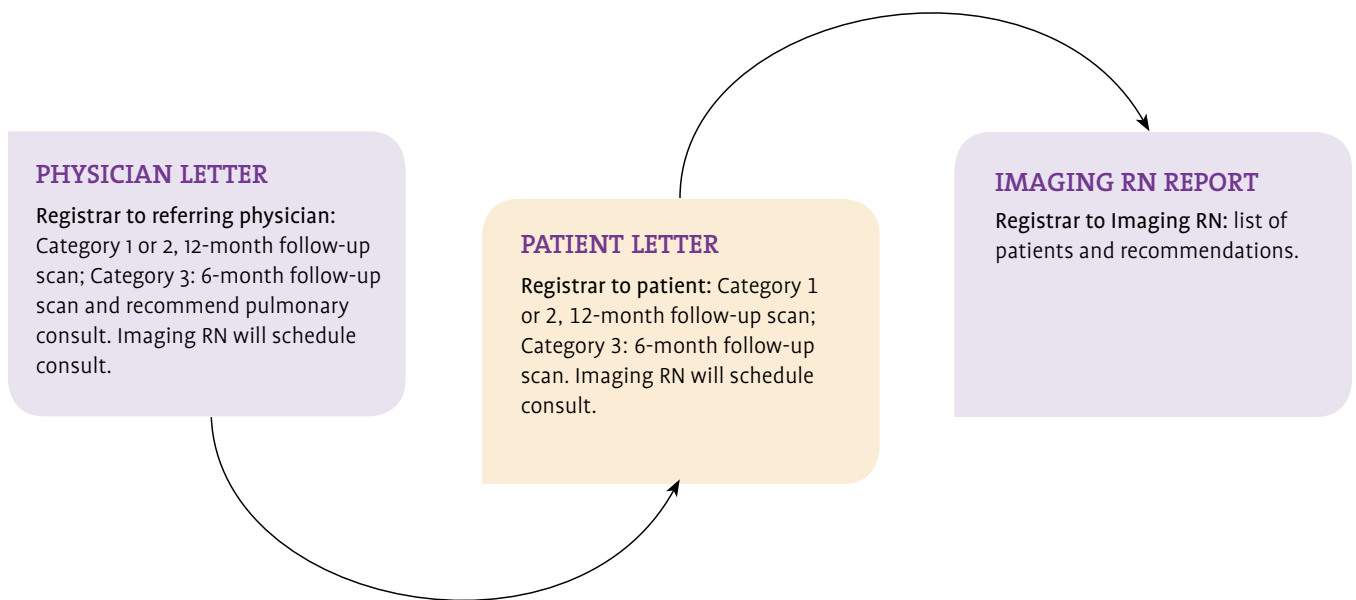 PHYSICIAN LETTER
Registrar to referring physician:
Category 1 or 2, 12-month follow-up
scan; Category 3: 6-month follow-up
scan and recommend pulmonary
consult. Imaging RN will schedule
consult.
PATIENT LETTER
Registrar to patient: Category 1
or 2, 12-month follow-up scan;
Category 3: 6-month follow-up
scan. Imaging RN will schedule
consult.
IMAGING RN REPORT
Registrar to Imaging RN: list of
patients and recommendations.